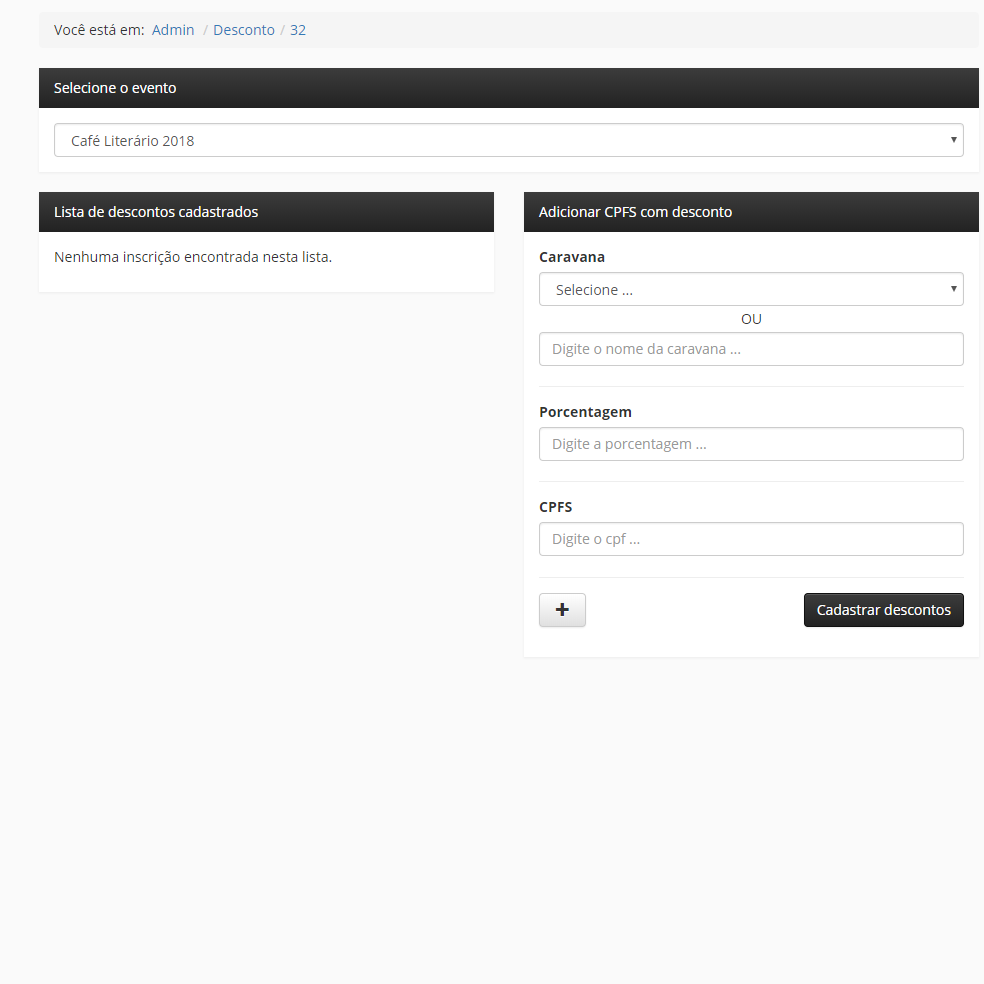 Você está em: Admin / Desconto / 32
Selecione o evento
Café Literário 2018
Lista de descontos cadastrados
Nenhuma inscrição encontrada nesta lista.
Adicionar CPFS com desconto
Caravana
Selecione ...
OU
Digite o nome da caravana ...
Porcentagem
Digite a porcentagem ...
CPFS
Digite o cpf ...
Cadastrar descontos